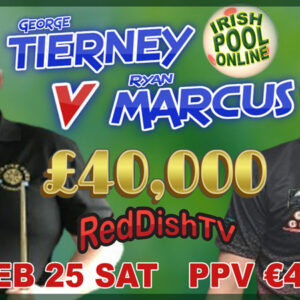 GEORGE
TIERNEY
IRISH
POOL
ONLINE
RYAN
V MARCUS
£40,000
RedDishTv
EB 25 SAT PPV €4